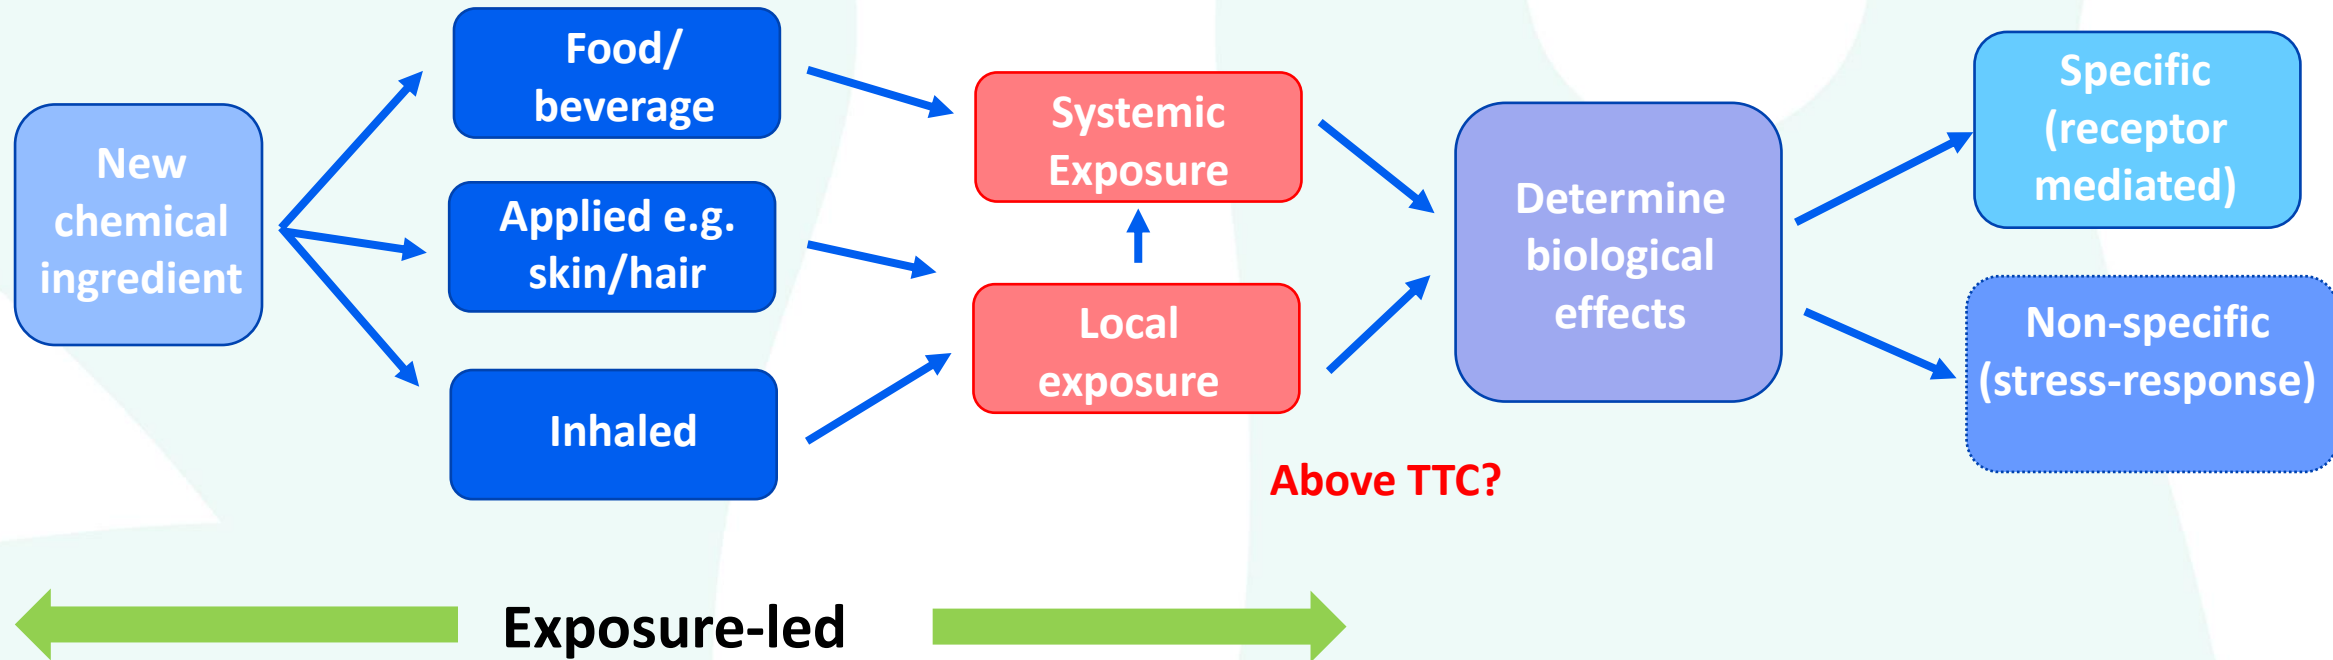 New
chemical
ingredient
Food/
beverage
Applied e.g.
skin/hair
Inhaled
Systemic
Exposure
Local
exposure
Above TTC?
Determine
biological
effects
Specific
(receptor
mediated)
Non-specific
(stress-response)
Exposure-led